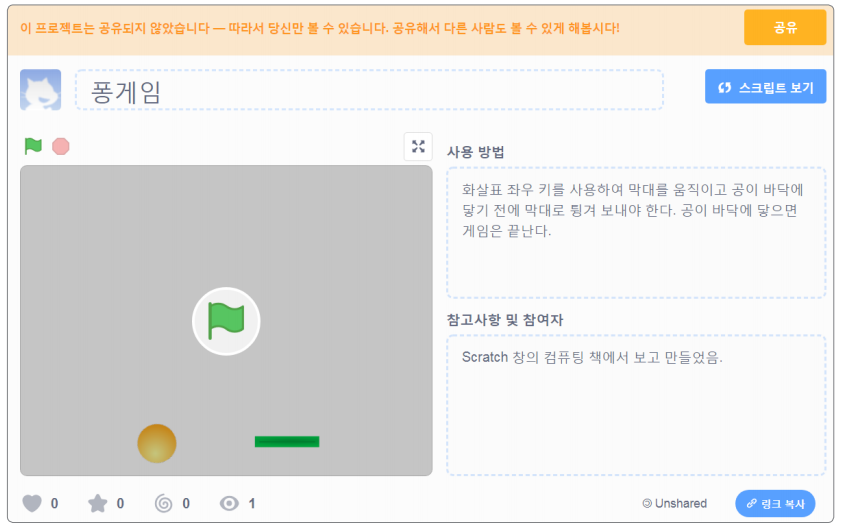 이 프로젝트는 공유되지 않았습니다 — 따라서 당신만 볼 수 있습니다. 공유해서 다른 사람도 볼 수 있게 해봅시다!
공유
퐁게임
스크립트 보기
사용 방법
화살표 좌우 키를 사용하여 막대를 움직이고 공이 바닥에
닿기 전에 막대로 튕겨 보내야 한다. 공이 바닥에 닿으면
게임은 끝난다.
참고사항 및 참여자
Scratch 창의 컴퓨팅 책에서 보고 만들었음.
0 0 0 1
Unshared
링크 복사